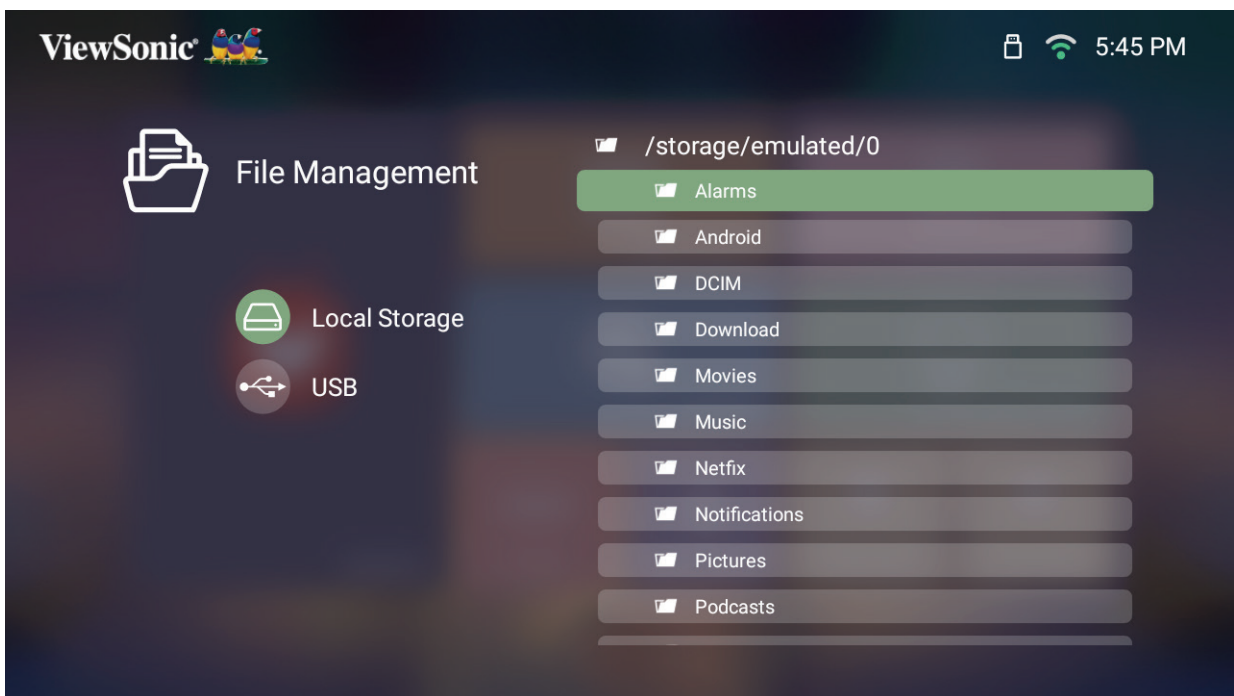 ViewSonic
5:45 PM
File Management
Local Storage
USB
/storage/emulated/0
Alarms
Android
DCIM
Download
Movies
Music
Netfix
Notifications
Pictures
Podcasts